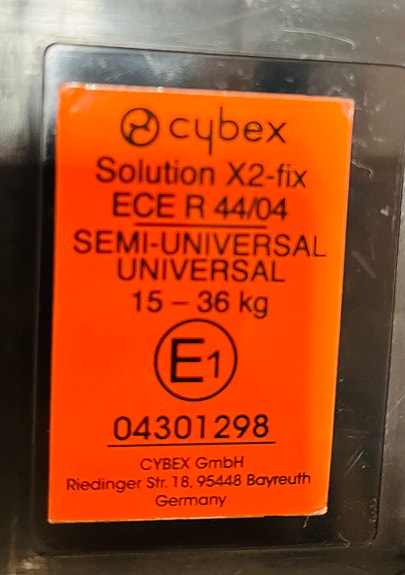 cybex
Solution X2-fix
ECE R 44/04
SEMI-UNIVERSAL
UNIVERSAL
15 – 36 kg
E1
04301298
CYBEX GmbH
Riedinger Str. 18, 95448 Bayreuth
Germany